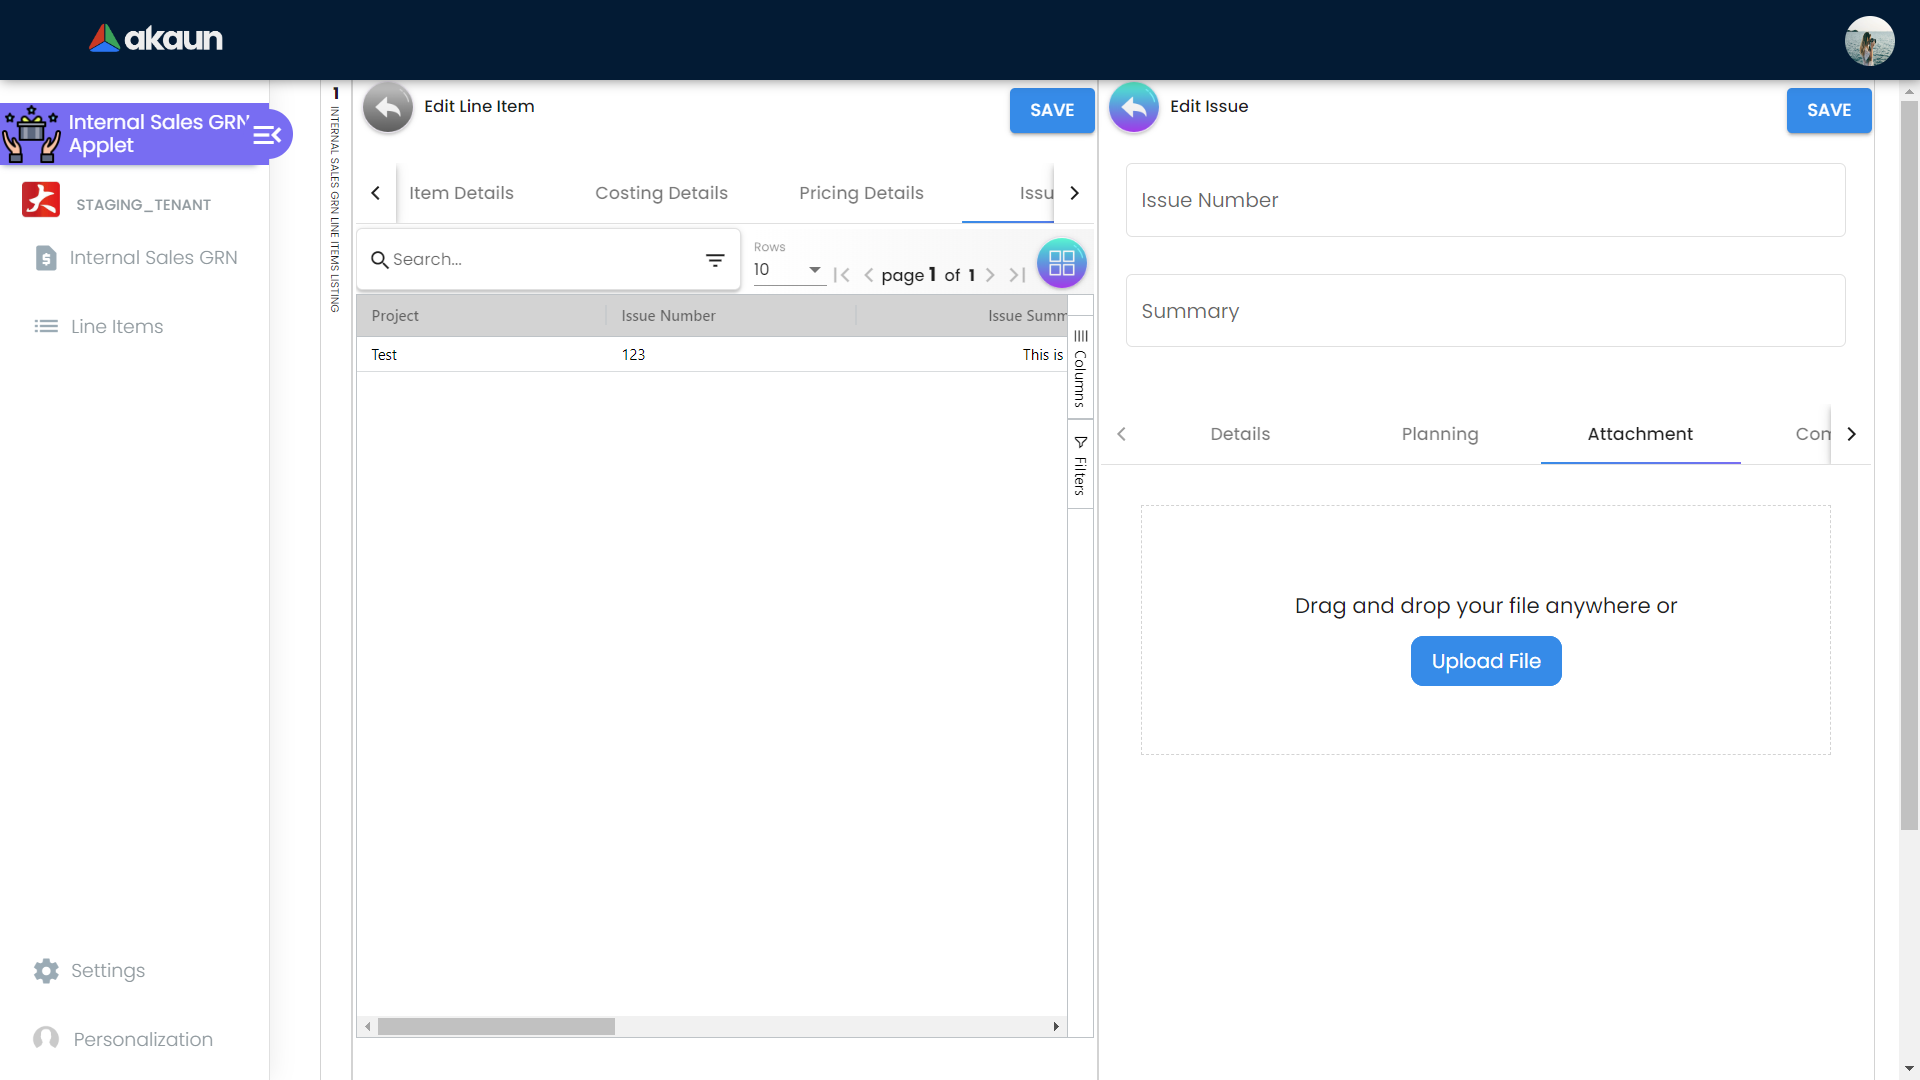 akaun
Internal Sales GRN
Applet
STAGING_TENANT
Internal Sales GRN
Line Items
Settings
Personalization
1
INTERNAL SALES GRN LINE ITEMS LISTING
Edit Line Item
SAVE
Item Details
Costing Details
Pricing Details
Issu
Search...
Rows
10
page 1 of 1
Project
Issue Number
Issue Summ
Test
123
This is
Columns
Filters
Edit Issue
SAVE
Issue Number
Summary
Details
Planning
Attachment
Com
Drag and drop your file anywhere or
Upload File